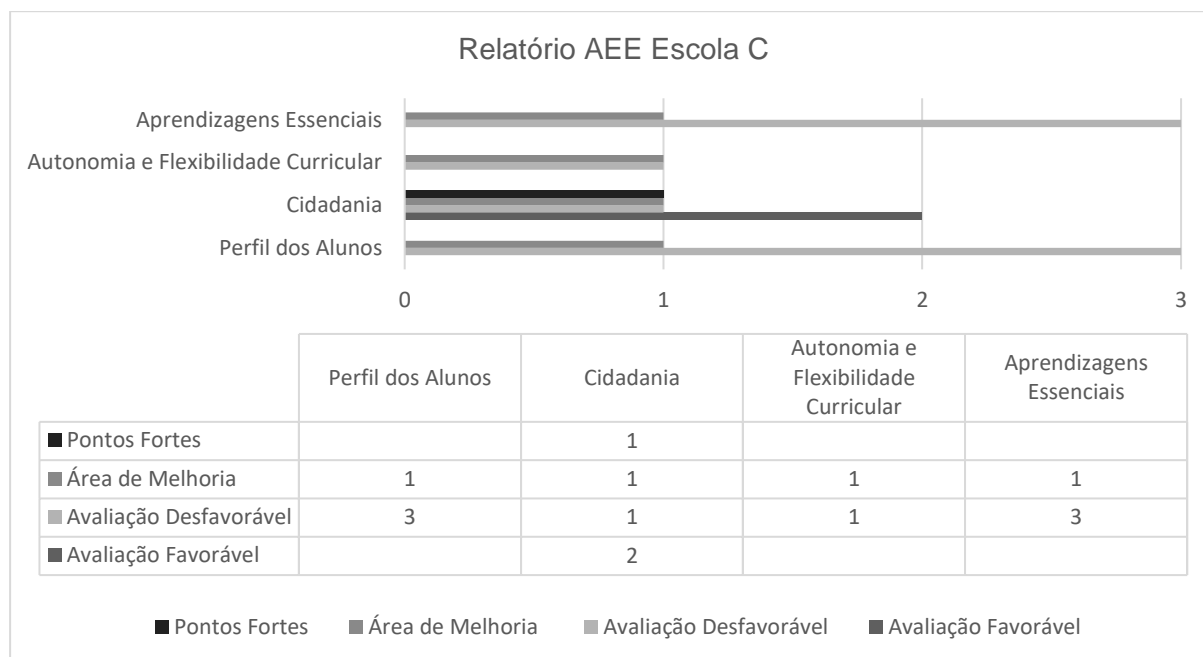 Relatório AEE Escola C
Aprendizagens Essenciais
Autonomia e Flexibilidade Curricular
Cidadania
Perfil dos Alunos
0 1 2 3
Perfil dos Alunos Cidadania Autonomia e Flexibilidade Curricular Aprendizagens Essenciais
Pontos Fortes 1
Área de Melhoria 1 1 1 1
Avaliação Desfavorável 3 1 1 3
Avaliação Favorável 2
Pontos Fortes Área de Melhoria Avaliação Desfavorável Avaliação Favorável